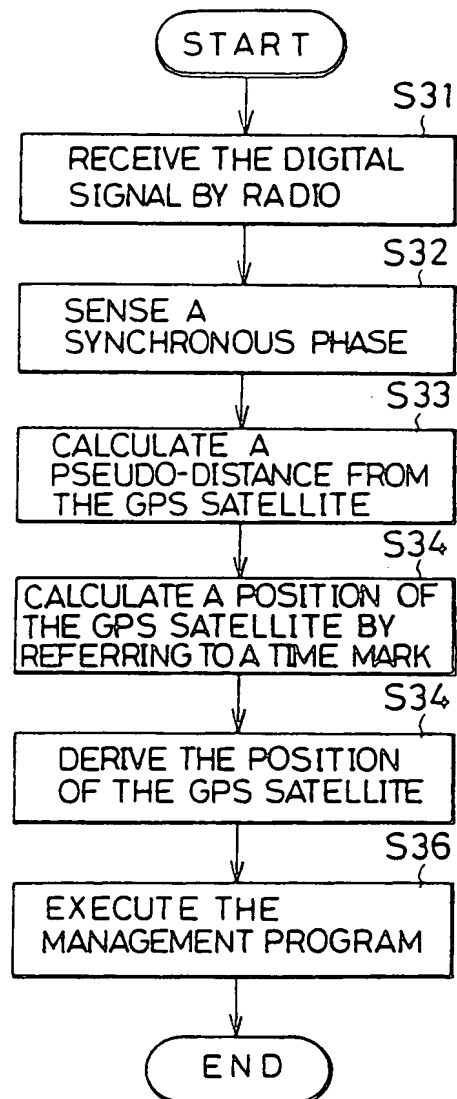 START
S31
RECEIVE THE DIGITAL
SIGNAL BY RADIO
S32
SENSE A
SYNCHRONOUS PHASE
S33
CALCULATE A
PSEUDO-DISTANCE FROM
THE GPS SATELLITE
S34
CALCULATE A POSITION OF
THE GPS SATELLITE BY
REFERRING TO A TIME MARK
S34
DERIVE THE POSITION
OF THE GPS SATELLITE
S36
EXECUTE THE
MANAGEMENT PROGRAM
END